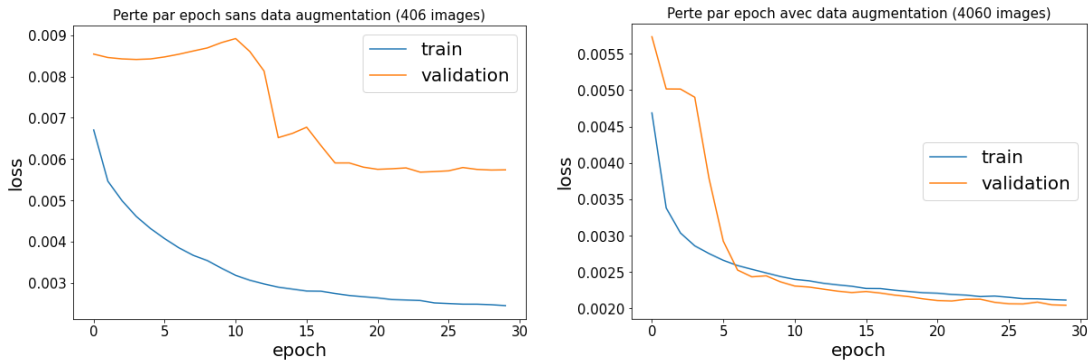 Perte par epoch sans data augmentation (406 images)
0.009
0.008
0.007
0.006
0.005
0.004
0.003
loss
train
validation
0
5
10
15
20
25
30
epoch
Perte par epoch avec data augmentation (4060 images)
0.0055
0.0050
0.0045
0.0040
0.0035
0.0030
0.0025
0.0020
loss
train
validation
0
5
10
15
20
25
30
epoch